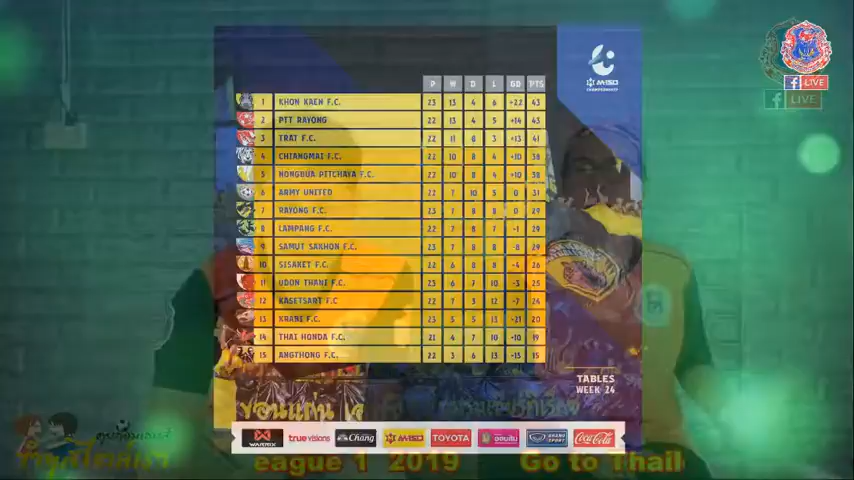 LIVE
LIVE
M-150
CHAMPIONSHIP
P W D L GD PTS
1 KHON KAEN F.C. 23 13 4 6 +22 43
2 PTT RAYONG 22 13 4 5 +14 43
3 TRAT F.C. 22 11 8 3 +13 41
4 CHIANGMAI F.C. 22 10 8 4 +10 38
5 NONGBUA PITCHAYA F.C. 22 10 8 4 +10 38
6 ARMY UNITED 22 7 10 5 0 31
7 RAYONG F.C. 23 7 8 8 0 29
8 LAMPANG F.C. 22 7 8 7 -1 29
9 SAMUT SAKHON F.C. 23 7 8 8 -8 29
10 SISAKET F.C. 22 6 8 8 -4 26
11 UDON THANI F.C. 23 6 7 10 -3 25
12 KASETSART F.C 22 7 3 12 -7 24
13 KRABI F.C. 23 5 5 13 -21 20
14 THAI HONDA F.C. 21 4 7 10 -10 19
15 ANGTHONG F.C. 22 3 6 13 -15 15
TABLES
WEEK 24
WARRIX true visions Chang M-150 TOYOTA GRAND SPORT Coca-Cola
eague 1 2019 Go to Thail